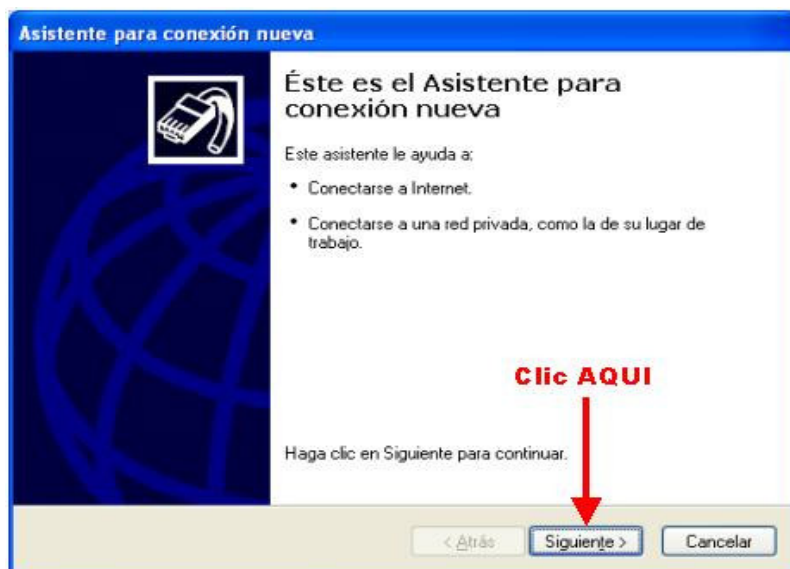 Asistente para conexión nueva
Éste es el Asistente para
conexión nueva
Este asistente le ayuda a:
• Conectarse a Internet.
• Conectarse a una red privada, como la de su lugar de
trabajo.
Clic AQUI
Haga clic en Siguiente para continuar.
< Atrás Siguiente > Cancelar